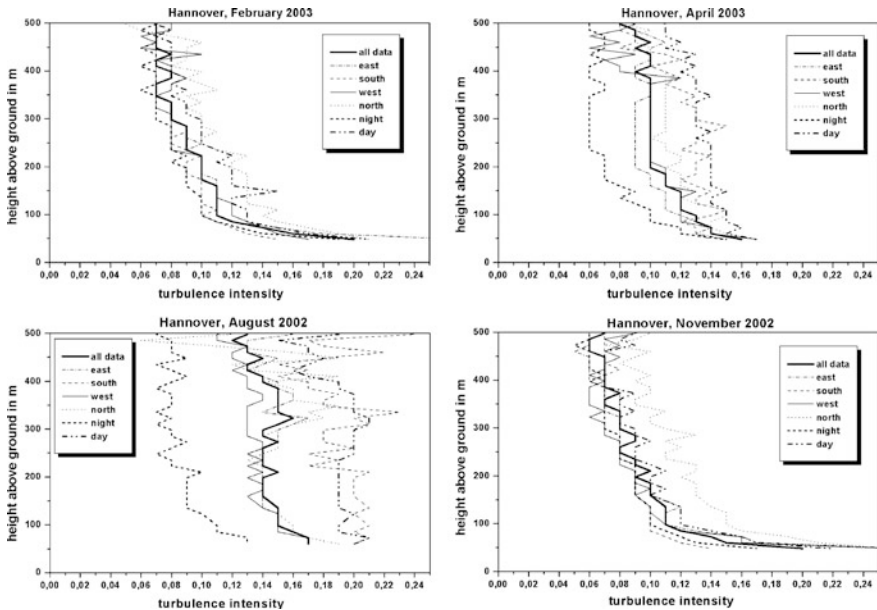 Hannover, February 2003
height above ground in m
500
400
300
200
100
0
all data
east
south
west
north
night
day
0,00 0,02 0,04 0,06 0,08 0,10 0,12 0,14 0,16 0,18 0,20 0,22 0,24
turbulence intensity
Hannover, April 2003
height above ground in m
500
400
300
200
100
0
all data
east
south
west
north
night
day
0,00 0,02 0,04 0,06 0,08 0,10 0,12 0,14 0,16 0,18 0,20 0,22 0,24
turbulence intensity
Hannover, August 2002
height above ground in m
500
400
300
200
100
0
all data
east
south
west
north
night
day
0,00 0,02 0,04 0,06 0,08 0,10 0,12 0,14 0,16 0,18 0,20 0,22 0,24
turbulence intensity
Hannover, November 2002
height above ground in m
500
400
300
200
100
0
all data
east
south
west
north
night
day
0,00 0,02 0,04 0,06 0,08 0,10 0,12 0,14 0,16 0,18 0,20 0,22 0,24
turbulence intensity